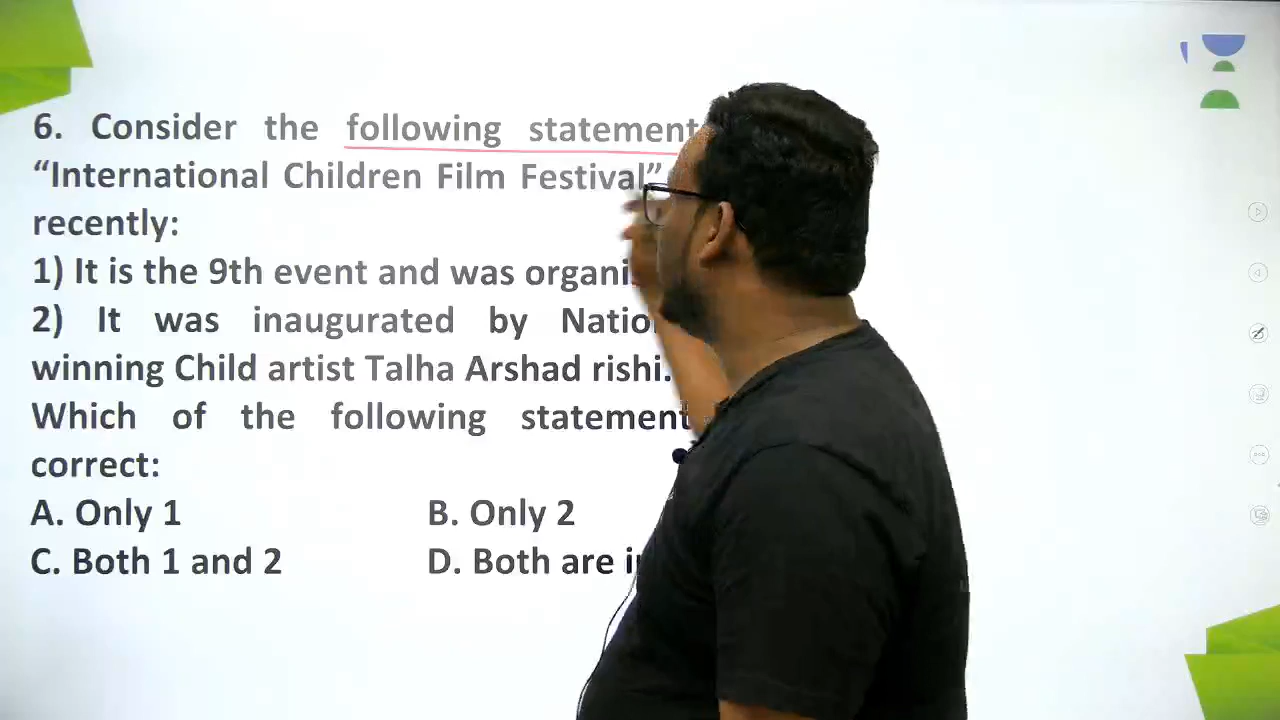 6. Consider the following statement
“International Children Film Festival”
recently:
1) It is the 9th event and was
2) It was inaugurated by
winning Child artist Talha Arshad rishi.
Which of the following statement
correct:
A. Only 1 B. Only 2
C. Both 1 and 2 D. Both are